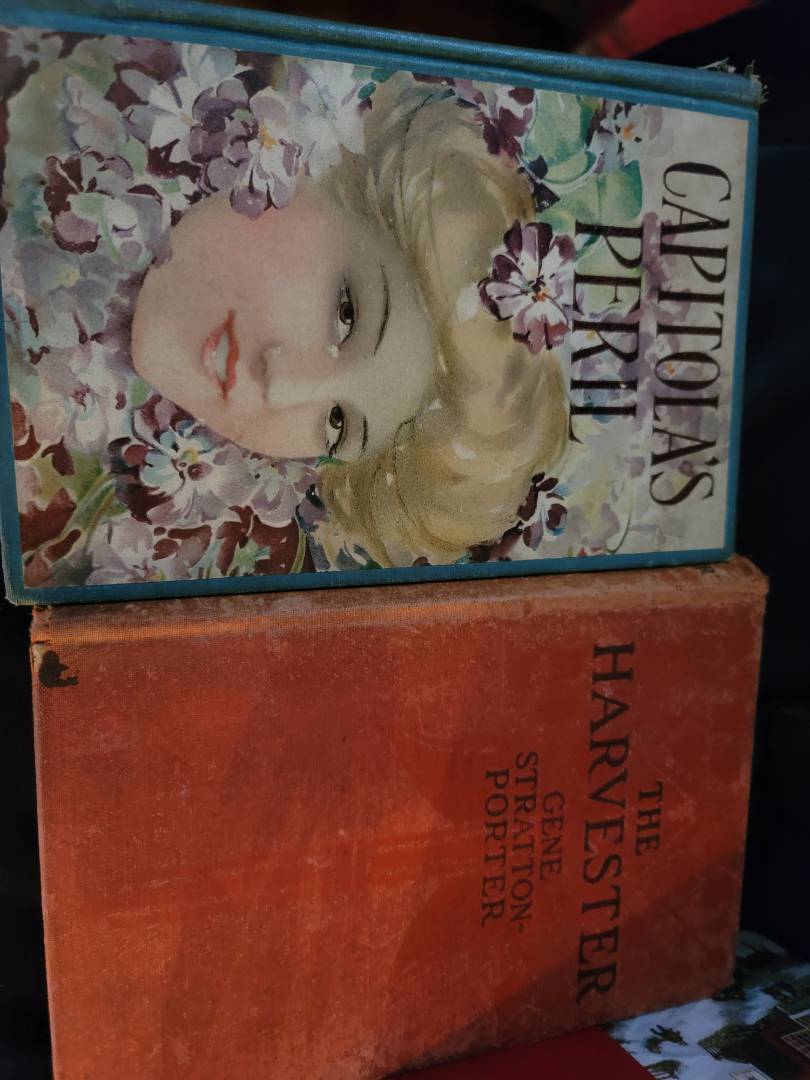 CAPITOLA'S
PERIL
THE
HARVESTER
GENE
STRATTON-
PORTER